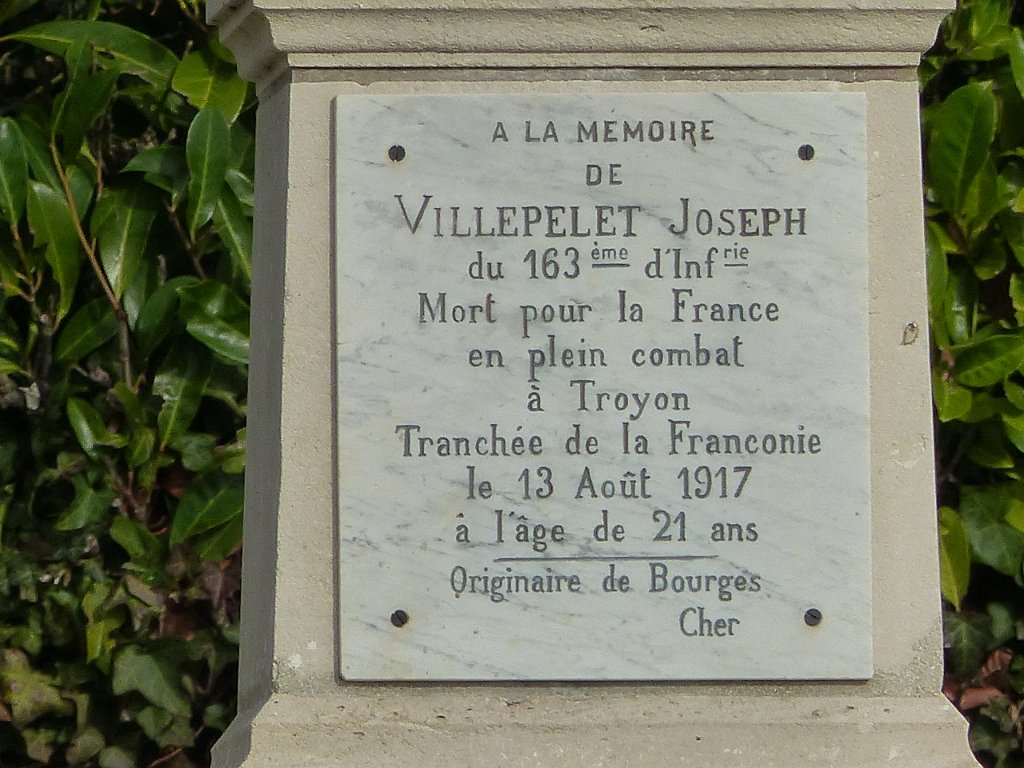 A LA MEMOIRE
DE
VILLEPELET JOSEPH
du 163ème d'Infrie
Mort pour la France
en plein combat
à Troyon
Tranchée de la Franconie
le 13 Août 1917
à l'âge de 21 ans
Originaire de Bourges
Cher